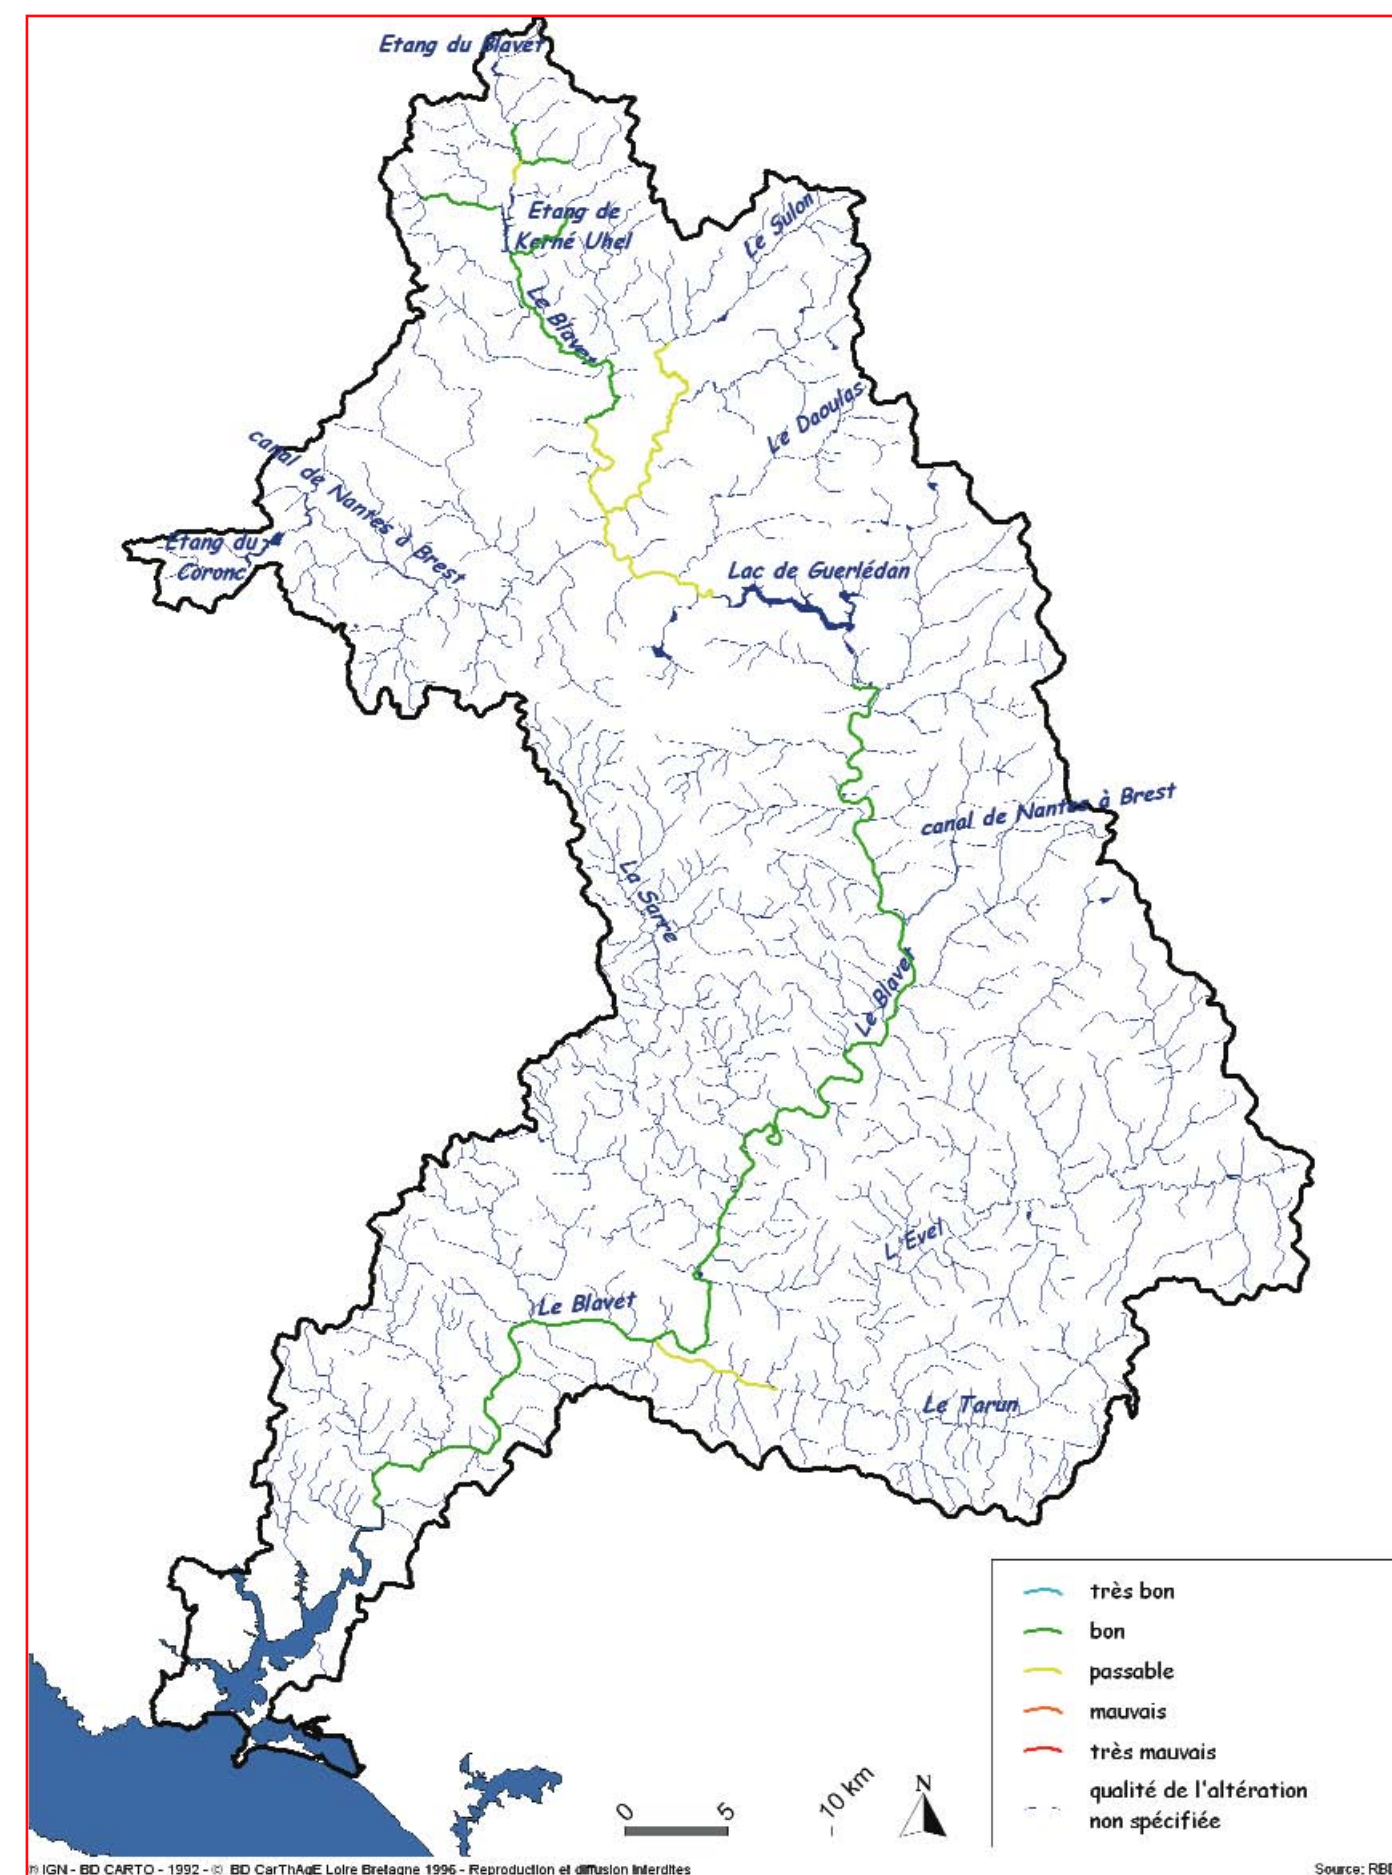 Etang du Blavet
Le Sulon
Etang de
Kerné Uhel
Le Blavet
Le Daoulas
canal de Nantes à Brest
Etang du
Coronc
Lac de Guerlédan
canal de Nantes à Brest
La Sarre
Le Blavet
L'Evel
Le Blavet
Le Tarun
très bon
bon
passable
mauvais
très mauvais
qualité de l'altération
non spécifiée
0 5 10 km
N
IGN - BD CARTO - 1992 - © BD CarThAgE Loire Bretagne 1996 - Reproduction et diffusion interdites
Source: